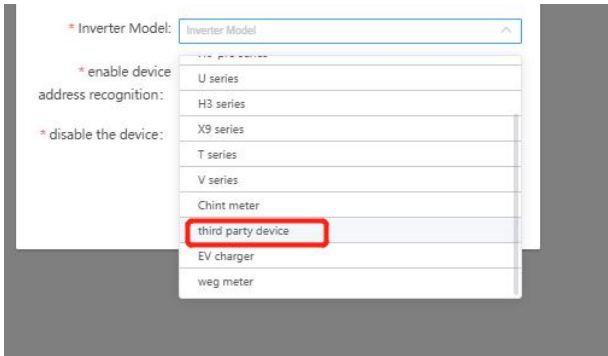 * Inverter Model:
Inverter Model
* enable device
address recognition:
* disable the device:
U series
H3 series
X9 series
T series
V series
Chint meter
third party device
EV charger
weg meter